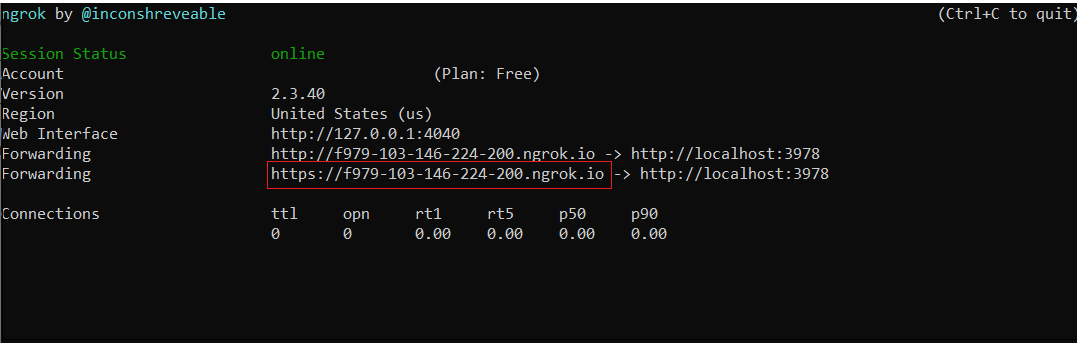 ngrok by @inconshreveable (Ctrl+C to quit)
Session Status online
Account (Plan: Free)
Version 2.3.40
Region United States (us)
Web Interface http://127.0.0.1:4040
Forwarding http://f979-103-146-224-200.ngrok.io -> http://localhost:3978
Forwarding https://f979-103-146-224-200.ngrok.io -> http://localhost:3978
Connections ttl opn rt1 rt5 p50 p90
0 0 0.00 0.00 0.00 0.00